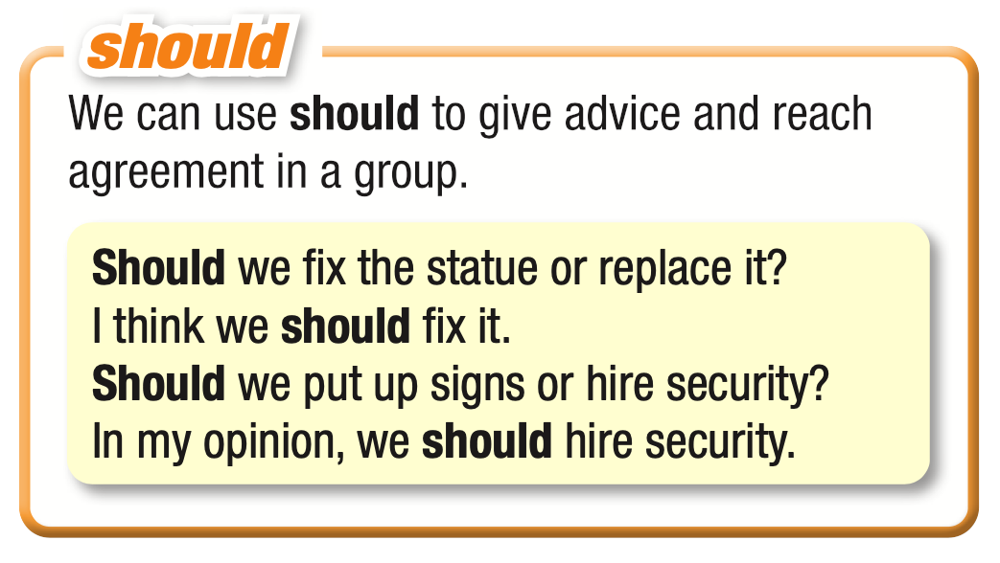 should
We can use should to give advice and reach
agreement in a group.
Should we fix the statue or replace it?
I think we should fix it.
Should we put up signs or hire security?
In my opinion, we should hire security.